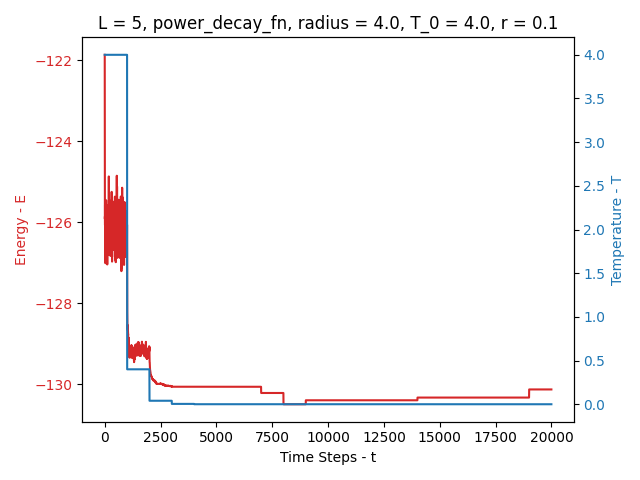 L = 5, power_decay_fn, radius = 4.0, T_0 = 4.0, r = 0.1
−122
−124
−126
−128
−130
Energy - E
4.0
3.5
3.0
2.5
2.0
1.5
1.0
0.5
0.0
Temperature - T
0 2500 5000 7500 10000 12500 15000 17500 20000
Time Steps - t